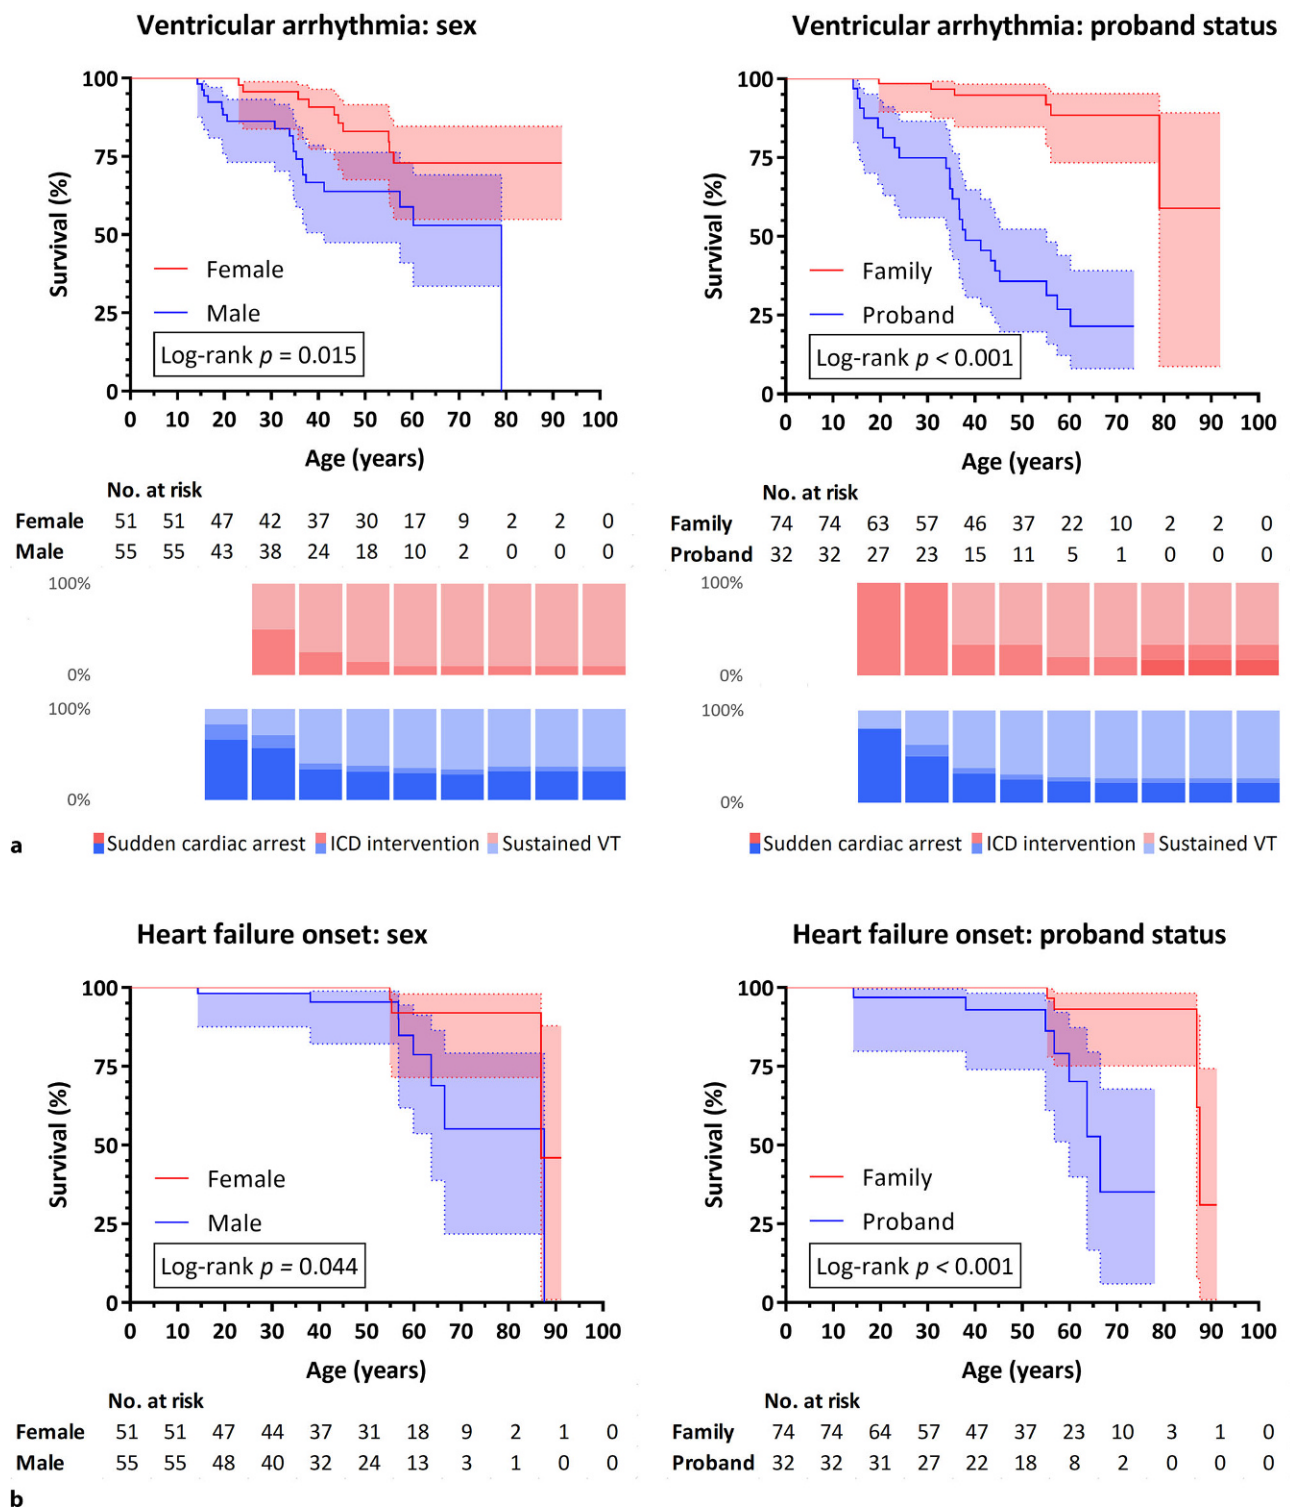 Ventricular arrhythmia: sex
100
75
50
25
0
Survival (%)
Female
Male
Log-rank p = 0.015
0 10 20 30 40 50 60 70 80 90 100
Age (years)
No. at risk
Female 51 51 47 42 37 30 17 9 2 2 0
Male 55 55 43 38 24 18 10 2 0 0 0
100%
0%
100%
0%
a
Sudden cardiac arrest ICD intervention Sustained VT
Ventricular arrhythmia: proband status
100
75
50
25
0
Survival (%)
Family
Proband
Log-rank p < 0.001
0 10 20 30 40 50 60 70 80 90 100
Age (years)
No. at risk
Family 74 74 63 57 46 37 22 10 2 2 0
Proband 32 32 27 23 15 11 5 1 0 0 0
100%
0%
100%
0%
Sudden cardiac arrest ICD intervention Sustained VT
Heart failure onset: sex
100
75
50
25
0
Survival (%)
Female
Male
Log-rank p = 0.044
0 10 20 30 40 50 60 70 80 90 100
Age (years)
No. at risk
Female 51 51 47 44 37 31 18 9 2 1 0
Male 55 55 48 40 32 24 13 3 1 0 0
b
Heart failure onset: proband status
100
75
50
25
0
Survival (%)
Family
Proband
Log-rank p < 0.001
0 10 20 30 40 50 60 70 80 90 100
Age (years)
No. at risk
Family 74 74 64 57 47 37 23 10 3 1 0
Proband 32 32 31 27 22 18 8 2 0 0 0